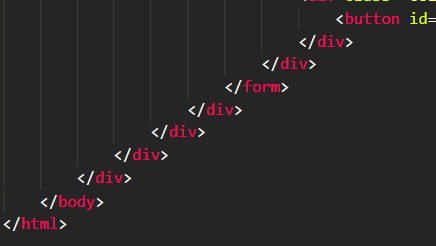 <button id=
</div>
</div>
</form>
</div>
</div>
</div>
</div>
</body>
</html>